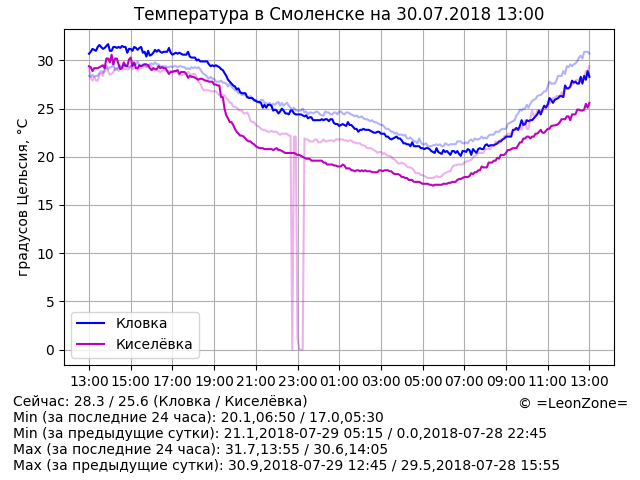 Температура в Смоленске на 30.07.2018 13:00
градусов Цельсия, °C
30
25
20
15
10
5
0
Кловка
Киселёвка
13:00 15:00 17:00 19:00 21:00 23:00 01:00 03:00 05:00 07:00 09:00 11:00 13:00
Сейчас: 28.3 / 25.6 (Кловка / Киселёвка)
© =LeonZone=
Min (за последние 24 часа): 20.1,06:50 / 17.0,05:30
Min (за предыдущие сутки): 21.1,2018-07-29 05:15 / 0.0,2018-07-28 22:45
Max (за последние 24 часа): 31.7,13:55 / 30.6,14:05
Max (за предыдущие сутки): 30.9,2018-07-29 12:45 / 29.5,2018-07-28 15:55